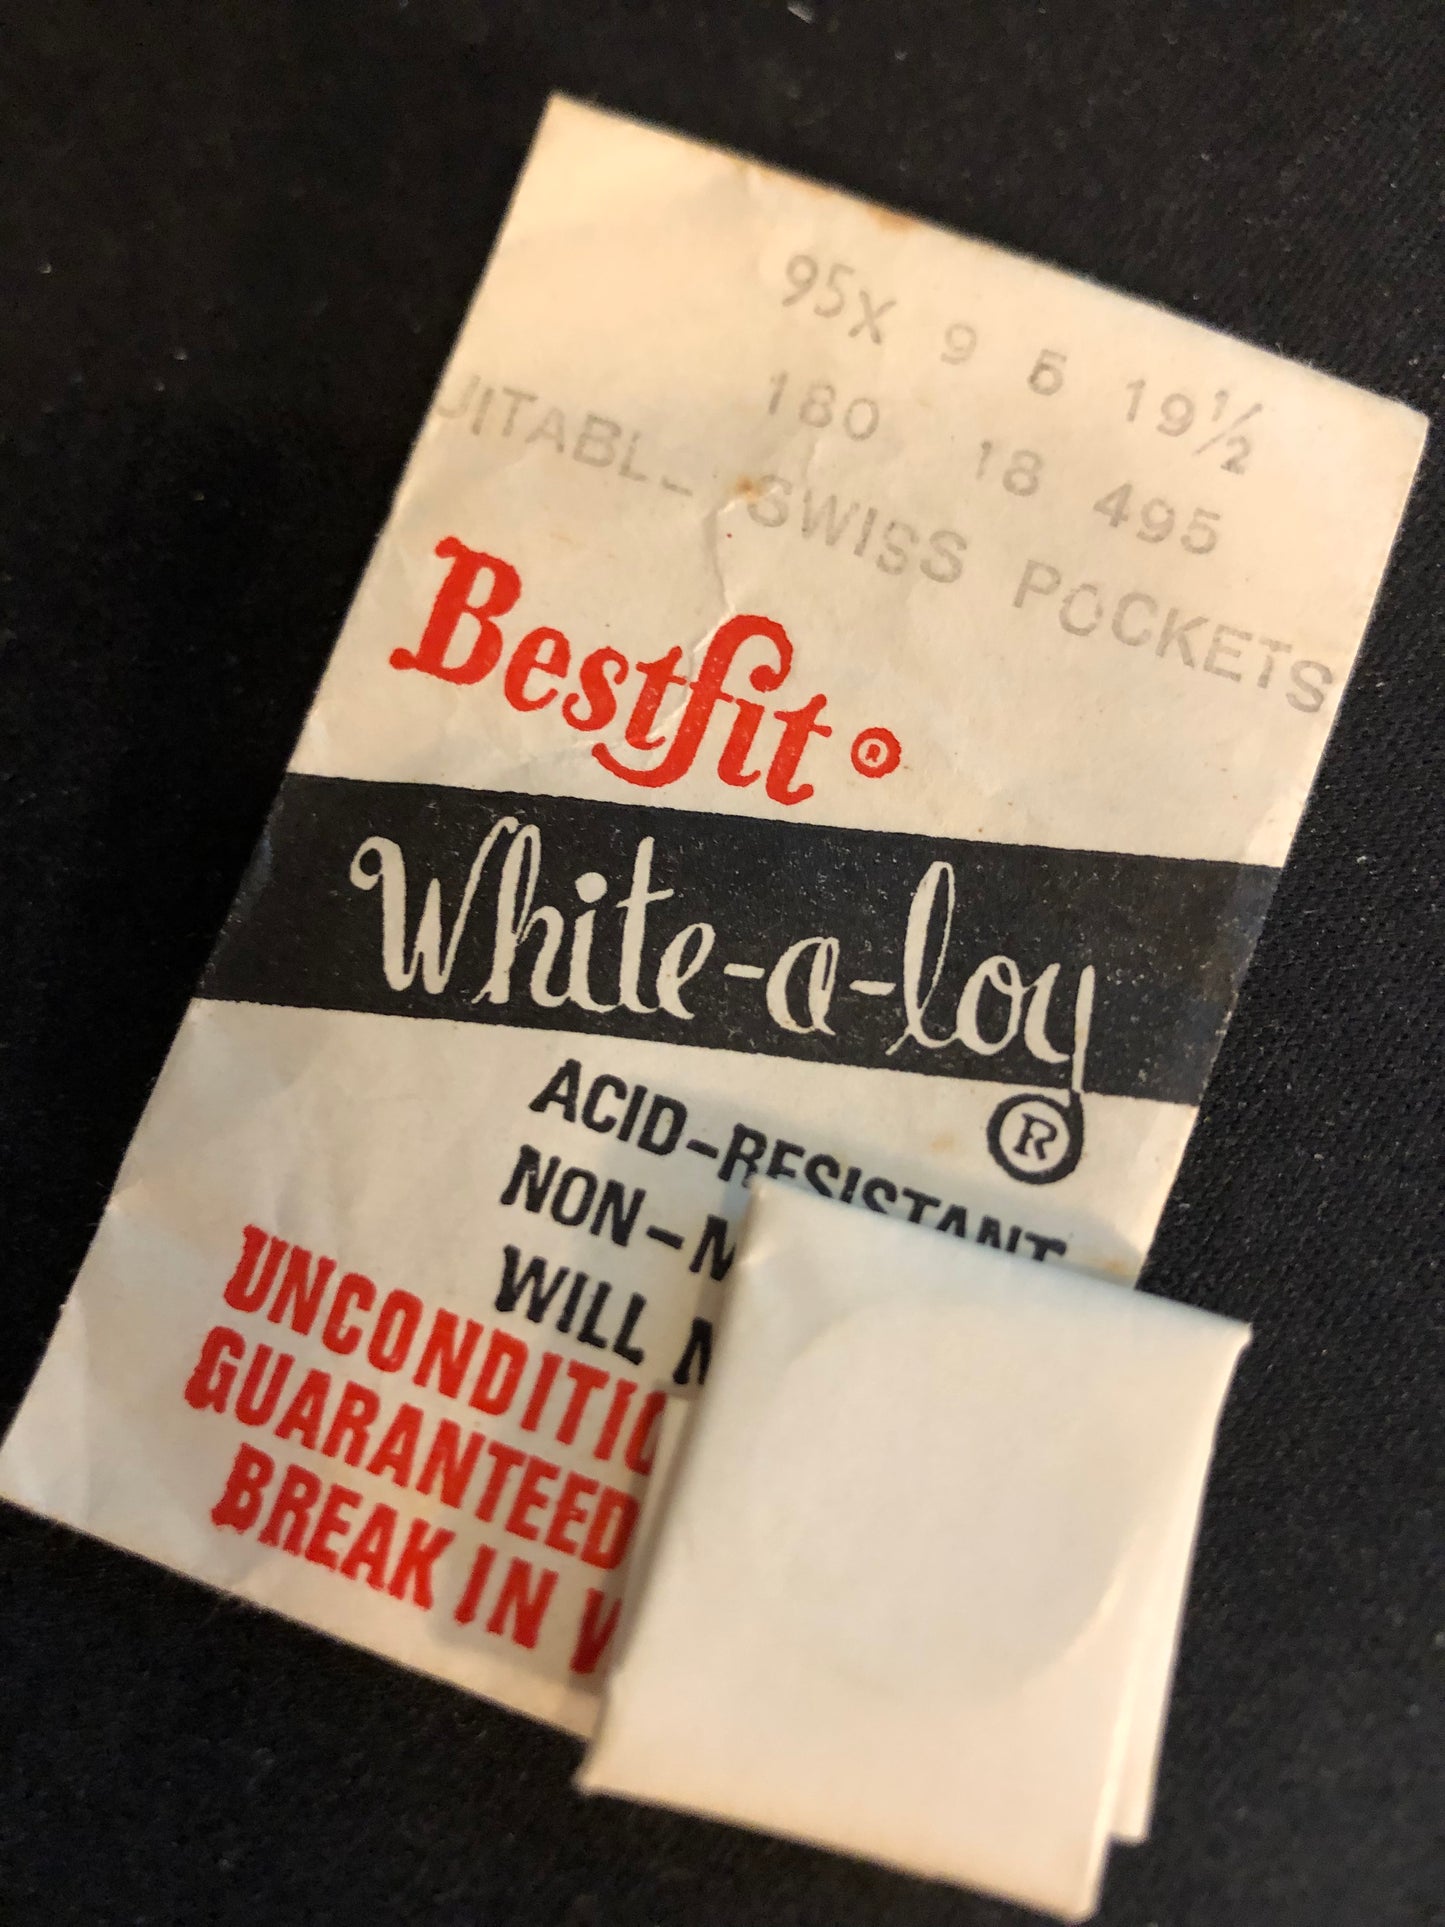 95X 9 5 19½
180 18 495
SWISS POCKETS
Bestfit ®
White-a-loy
®
ACID-RESISTANT
NON-M
WILL N
UNCONDITIO
GUARANTEED
BREAK IN V